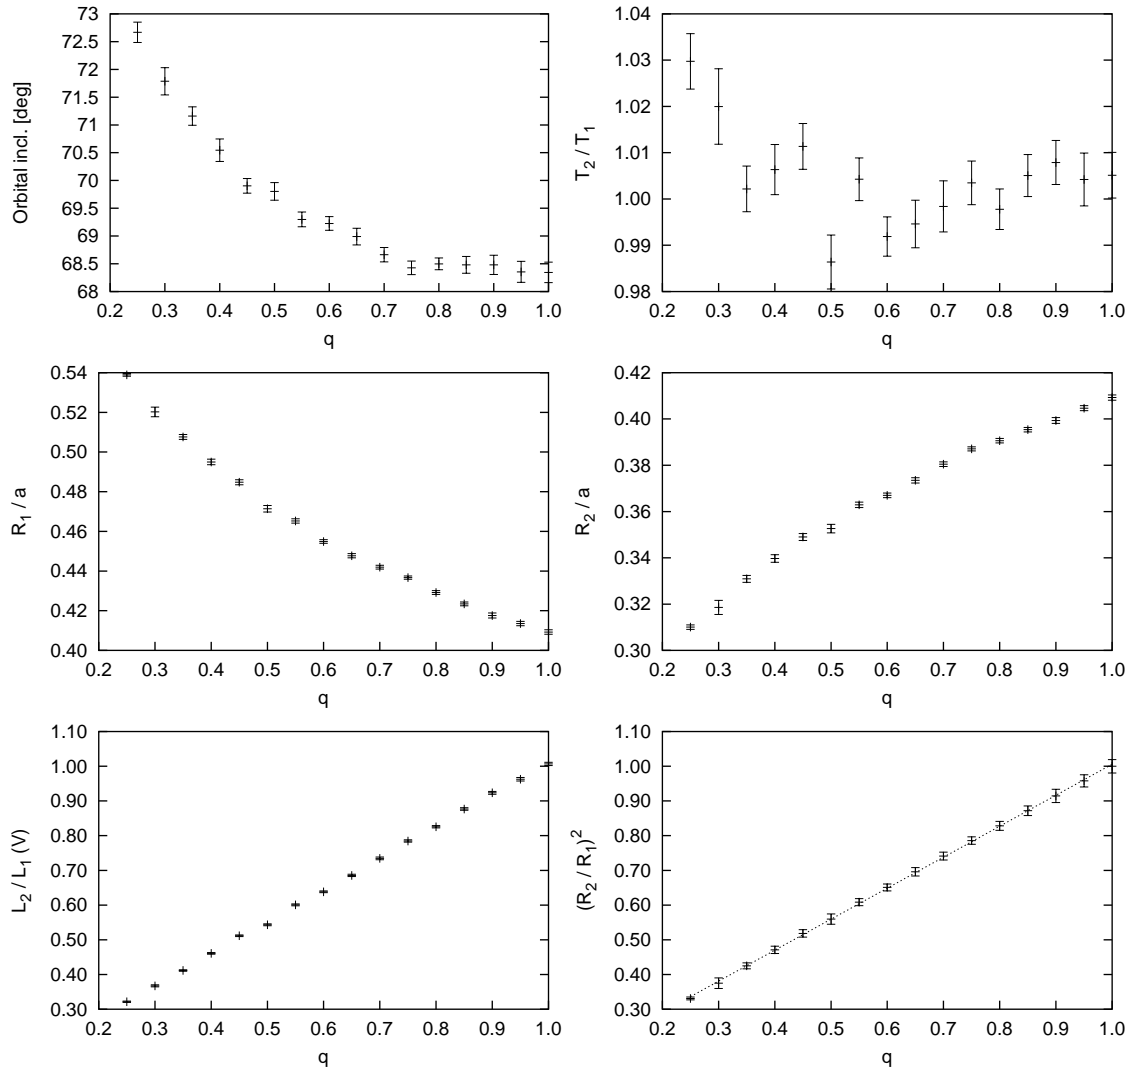 73
72.5
72
71.5
71
70.5
70
69.5
69
68.5
68
Orbital incl. [deg]
0.2 0.3 0.4 0.5 0.6 0.7 0.8 0.9 1.0
q
1.04
1.03
1.02
1.01
1.00
0.99
0.98
T2 / T1
0.2 0.3 0.4 0.5 0.6 0.7 0.8 0.9 1.0
q
0.54
0.52
0.50
0.48
0.46
0.44
0.42
0.40
R1 / a
0.2 0.3 0.4 0.5 0.6 0.7 0.8 0.9 1.0
q
0.42
0.40
0.38
0.36
0.34
0.32
0.30
R2 / a
0.2 0.3 0.4 0.5 0.6 0.7 0.8 0.9 1.0
q
1.10
1.00
0.90
0.80
0.70
0.60
0.50
0.40
0.30
L2 / L1 (V)
0.2 0.3 0.4 0.5 0.6 0.7 0.8 0.9 1.0
q
1.10
1.00
0.90
0.80
0.70
0.60
0.50
0.40
0.30
(R2 / R1)2
0.2 0.3 0.4 0.5 0.6 0.7 0.8 0.9 1.0
q